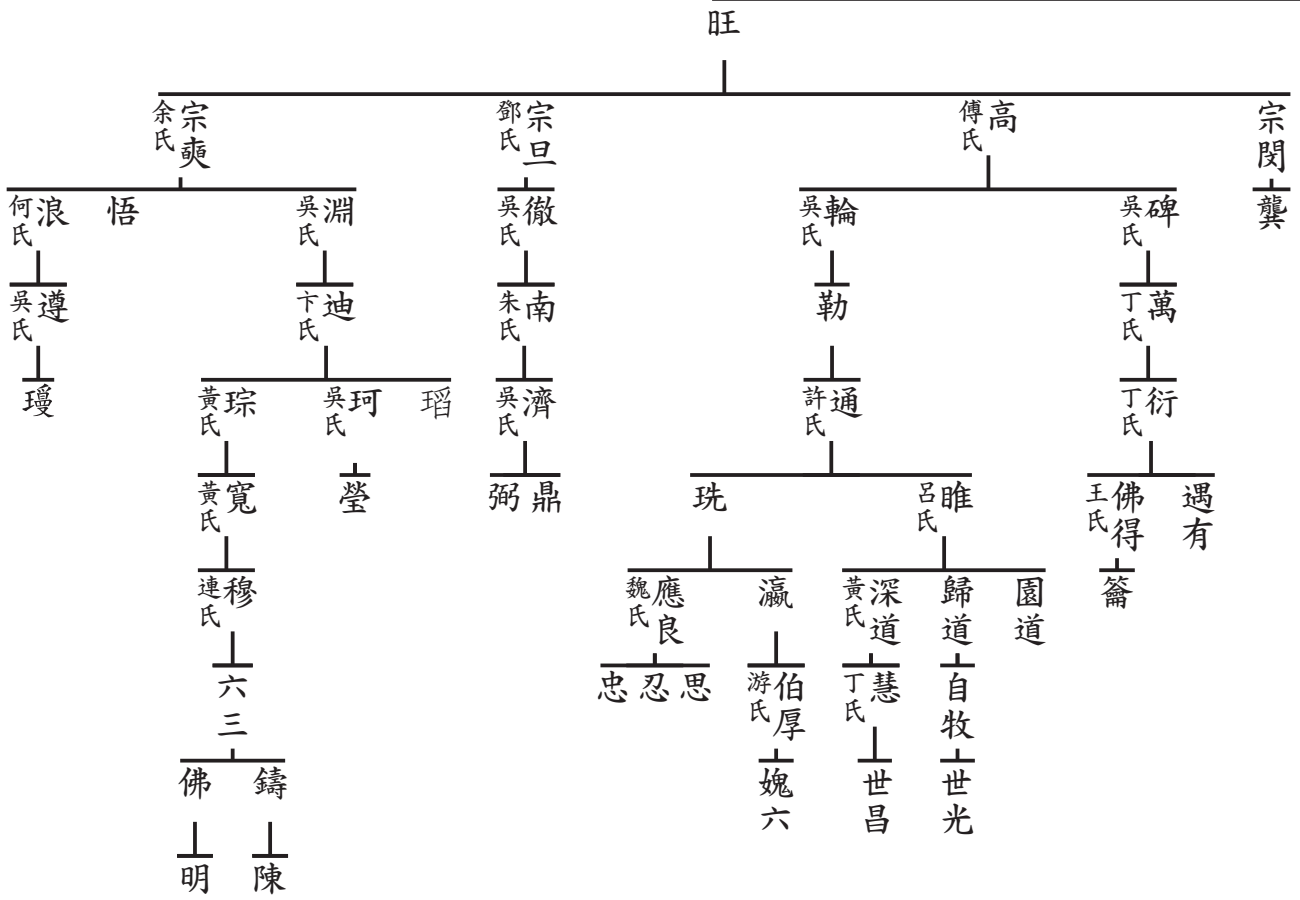 旺
宗閔
高
傅氏
宗旦
鄧氏
宗奭
余氏
龔
碑
吳氏
輪
吳氏
徹
吳氏
淵
吳氏
悟
浪
何氏
萬
丁氏
勒
南
朱氏
迪
卞氏
遵
吳氏
衍
丁氏
通
許氏
濟
吳氏
瑫
珂
吳氏
琮
黃氏
璦
遇有
佛得
王氏
睢
呂氏
珗
鼎
弼
瑩
寬
黃氏
籥
園道
歸道
深道
黃氏
瀛
應良
魏氏
穆
連氏
自牧
慧
丁氏
伯厚
游氏
思
忍
忠
六三
世光
世昌
媿六
鑄
佛
陳
明